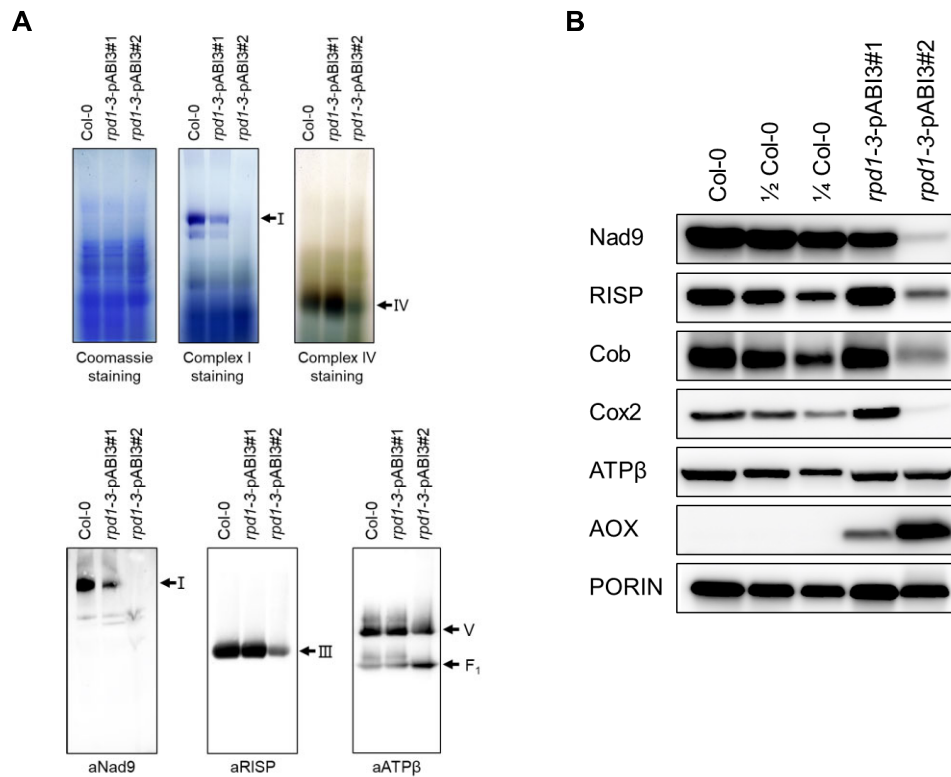 A
Col-0
rpd1-3-pABI3#1
rpd1-3-pABI3#2
Col-0
rpd1-3-pABI3#1
rpd1-3-pABI3#2
Col-0
rpd1-3-pABI3#1
rpd1-3-pABI3#2
I
IV
Coomassie
staining
Complex I
staining
Complex IV
staining
Col-0
rpd1-3-pABI3#1
rpd1-3-pABI3#2
Col-0
rpd1-3-pABI3#1
rpd1-3-pABI3#2
Col-0
rpd1-3-pABI3#1
rpd1-3-pABI3#2
I
III
V
F₁
aNad9
aRISP
aATPβ
B
Col-0
½ Col-0
¼ Col-0
rpd1-3-pABI3#1
rpd1-3-pABI3#2
Nad9
RISP
Cob
Cox2
ATPβ
AOX
PORIN